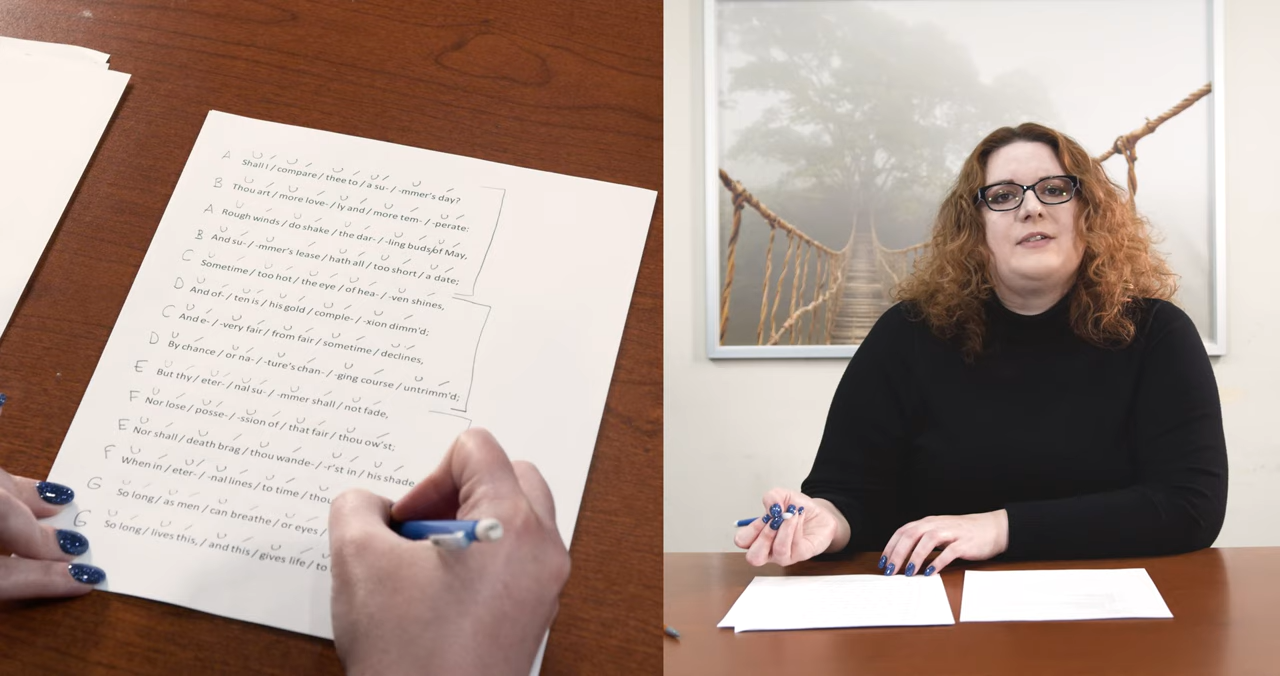 A Shall I / compare / thee to / a su- / -mmer's day?
B Thou art / more love- / ly and / more tem- / -perate:
A Rough winds / do shake / the dar- / -ling buds/of May,
B And su- / -mmer's lease / hath all / too short / a date;
C Sometime / too hot / the eye / of hea- / -ven shines,
D And of- / ten is / his gold / comple- / -xion dimm'd;
C And e- / -very fair / from fair / sometime / declines,
D By chance / or na- / -ture's chan- / -ging course / untrimm'd;
E But thy / eter- / nal su- / -mmer shall / not fade,
F Nor lose / posse- / -ssion of / that fair / thou ow'st;
E Nor shall / death brag / thou wande- / -r'st in / his shade
F When in / eter- / -nal lines / to time / thou
G So long / as men / can breathe / or eyes /
G So long / lives this, / and this / gives life / to